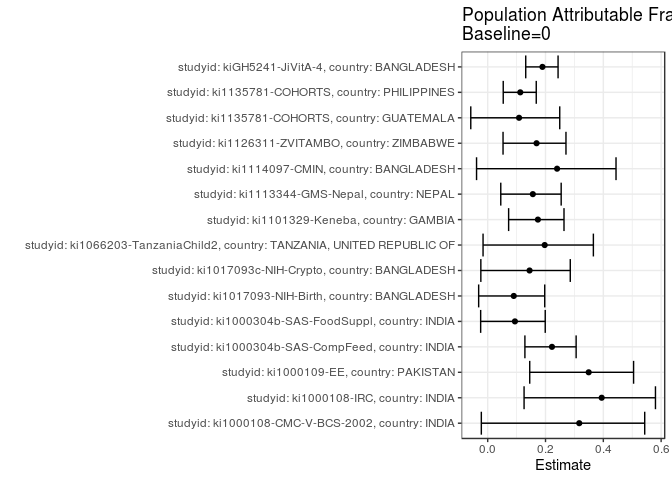 Population Attributable Fra
Baseline=0
studyid: kiGH5241-JiVitA-4, country: BANGLADESH
studyid: ki1135781-COHORTS, country: PHILIPPINES
studyid: ki1135781-COHORTS, country: GUATEMALA
studyid: ki1126311-ZVITAMBO, country: ZIMBABWE
studyid: ki1114097-CMIN, country: BANGLADESH
studyid: ki1113344-GMS-Nepal, country: NEPAL
studyid: ki1101329-Keneba, country: GAMBIA
studyid: ki1066203-TanzaniaChild2, country: TANZANIA, UNITED REPUBLIC OF
studyid: ki1017093c-NIH-Crypto, country: BANGLADESH
studyid: ki1017093-NIH-Birth, country: BANGLADESH
studyid: ki1000304b-SAS-FoodSuppl, country: INDIA
studyid: ki1000304b-SAS-CompFeed, country: INDIA
studyid: ki1000109-EE, country: PAKISTAN
studyid: ki1000108-IRC, country: INDIA
studyid: ki1000108-CMC-V-BCS-2002, country: INDIA
0.0 0.2 0.4 0.6
Estimate